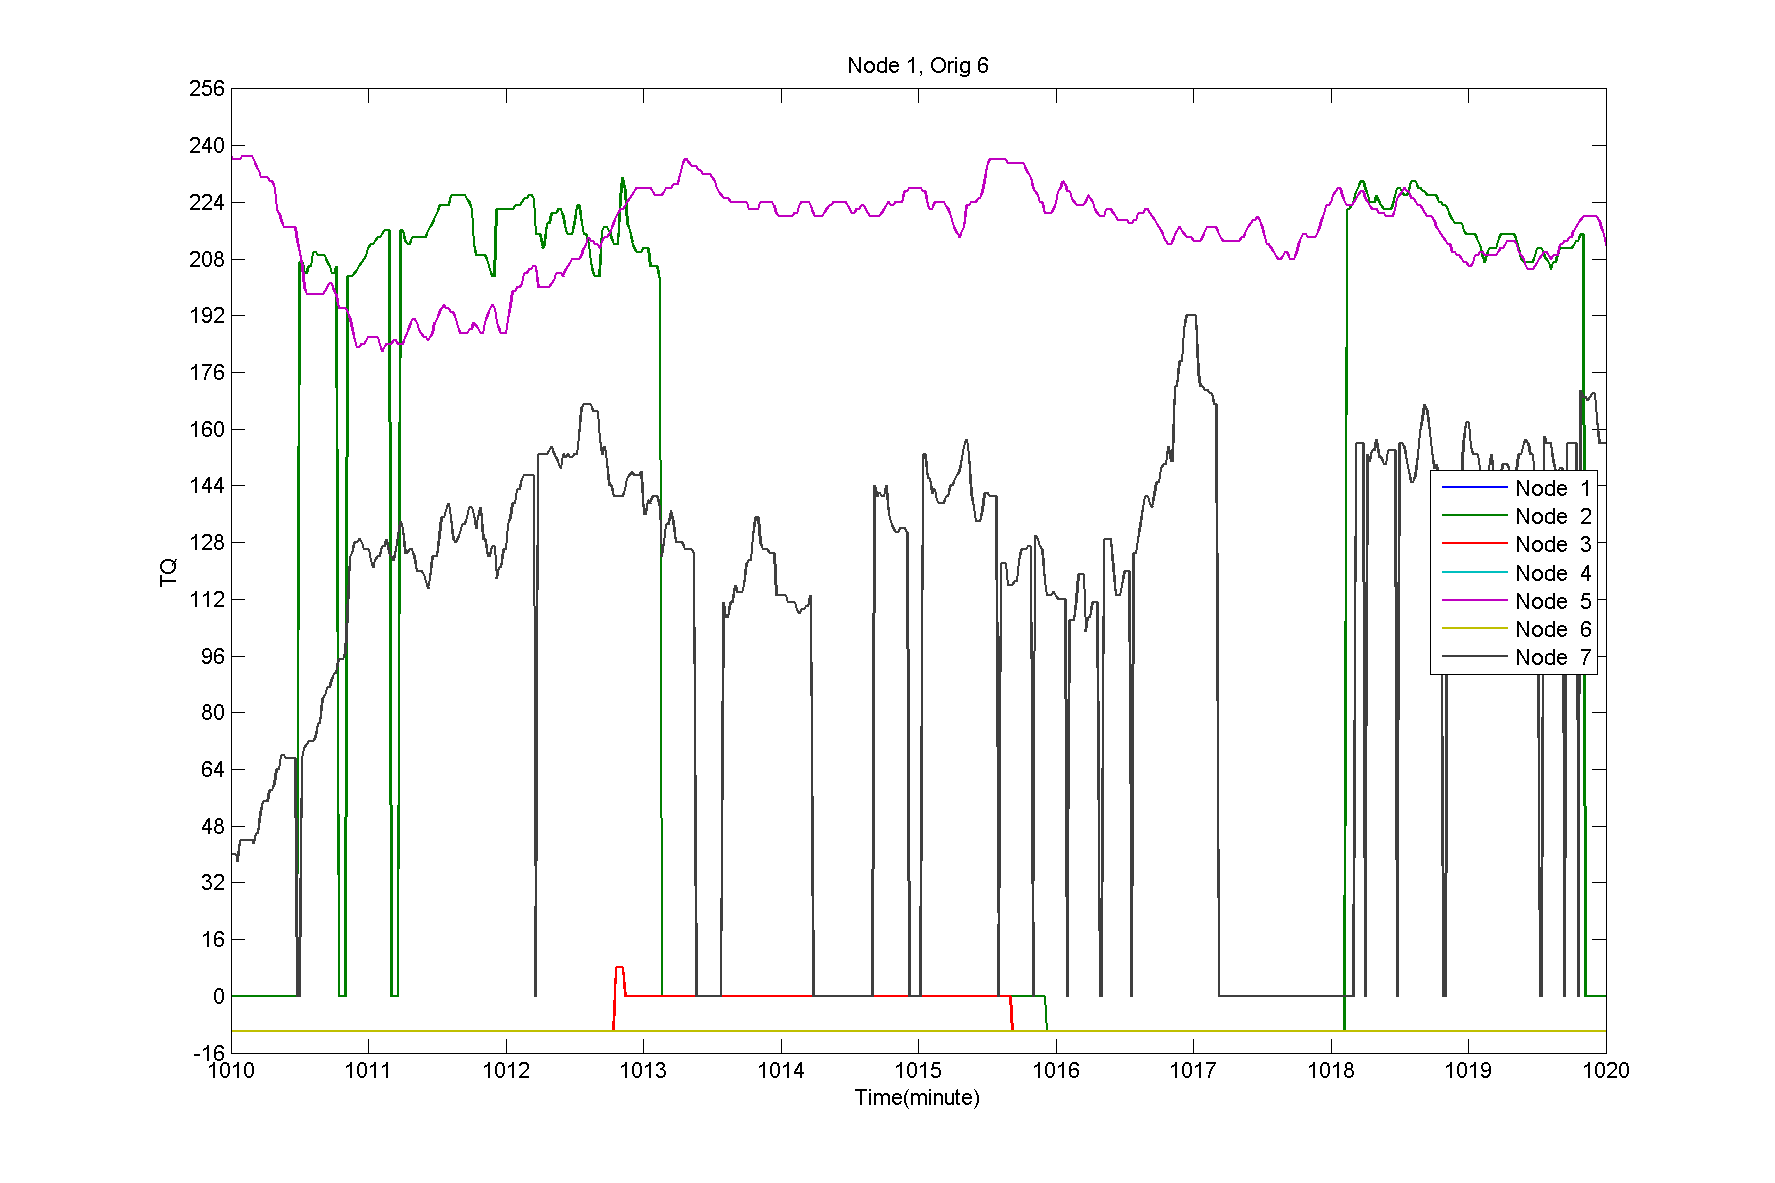 Node 1, Orig 6
256
240
224
208
192
176
160
144
128
112
96
80
64
48
32
16
0
-16
TQ
Node 1
Node 2
Node 3
Node 4
Node 5
Node 6
Node 7
1010 1011 1012 1013 1014 1015 1016 1017 1018 1019 1020
Time(minute)